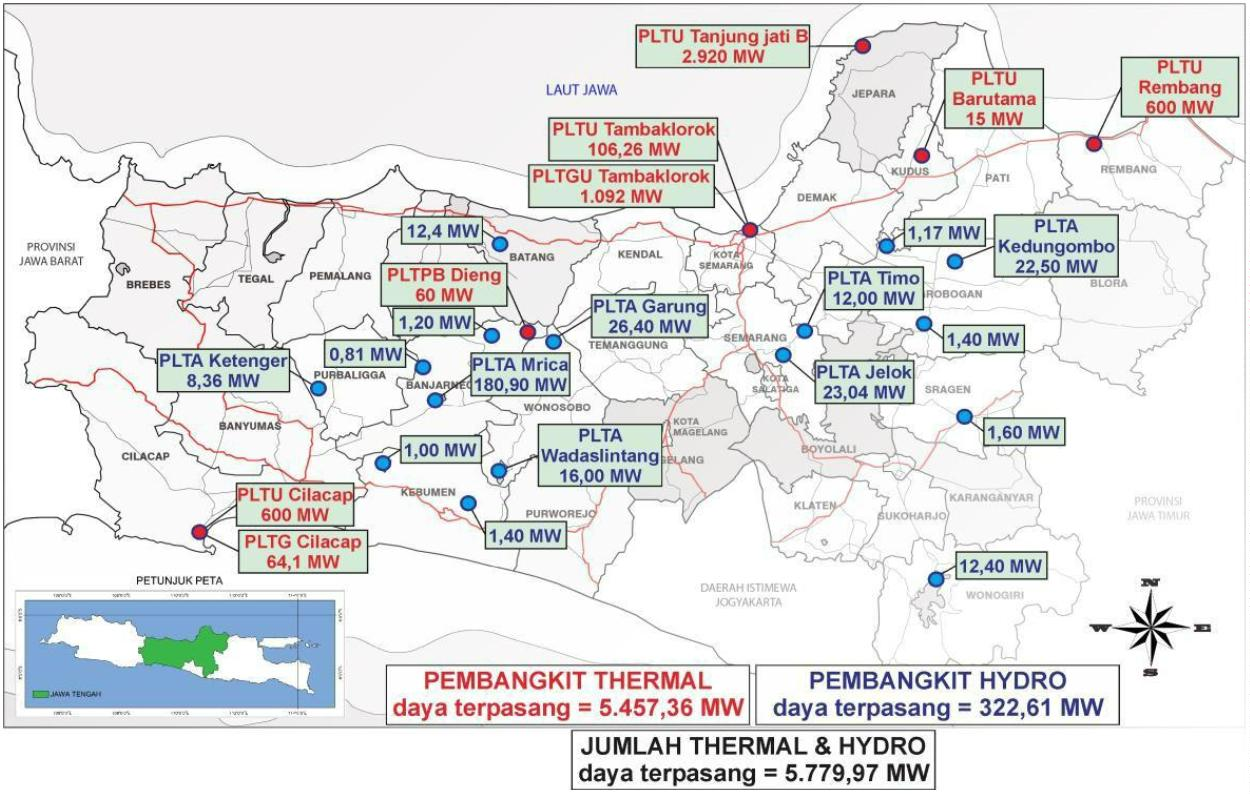 PLTU Tanjung jati B
2.920 MW
PLTU
Barutama
15 MW
PLTU
Rembang
600 MW
LAUT JAWA
JEPARA
PLTU Tambaklorok
106,26 MW
PLTGU Tambaklorok
1.092 MW
KUDUS
PATI
REMBANG
DEMAK
PROVINSI
JAWA BARAT
BREBES
TEGAL
PEMALANG
12,4 MW
BATANG
KENDAL
KOTA
SEMARANG
1,17 MW
PLTA
Kedungombo
22,50 MW
BLORA
PLTPB Dieng
60 MW
PLTA Timo
12,00 MW
ROBOGAN
1,20 MW
PLTA Garung
26,40 MW
TEMANGGUNG
SEMARANG
1,40 MW
PLTA Ketenger
8,36 MW
0,81 MW
PURBALIGGA
BANJARNEG
PLTA Mrica
180,90 MW
WONOSOBO
PLTA Jelok
23,04 MW
KOTA
SALATIGA
SRAGEN
BANYUMAS
CILACAP
1,00 MW
PLTA
Wadaslintang
16,00 MW
KOTA
MAGELANG
GELANG
BOYOLALI
1,60 MW
PLTU Cilacap
600 MW
PLTG Cilacap
64,1 MW
KEBUMEN
1,40 MW
PURWOREJO
KLATEN
SUKOHARJO
KARANGANYAR
PROVINSI
JAWA TIMUR
DAERAH ISTIMEWA
JOGYAKARTA
12,40 MW
WONOGIRI
PETUNJUK PETA
JAWA TENGAH
N
W
E
S
PEMBANGKIT THERMAL
daya terpasang = 5.457,36 MW
PEMBANGKIT HYDRO
daya terpasang = 322,61 MW
JUMLAH THERMAL & HYDRO
daya terpasang = 5.779,97 MW